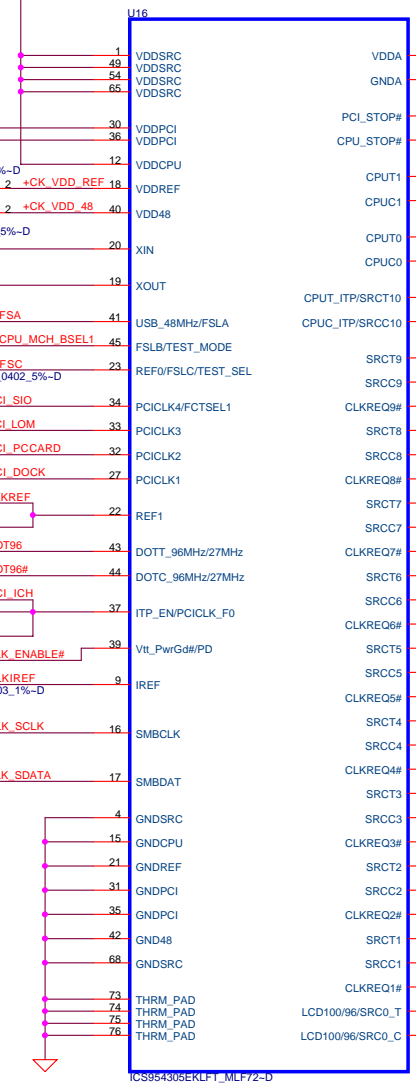 U16
1 VDDSRC VDDA
49 VDDSRC
54 VDDSRC GNDA
65 VDDSRC
PCI_STOP#
30 VDDPCI
36 VDDPCI CPU_STOP#
12 VDDCPU
%~D
CPUT1
2 +CK_VDD_REF 18 VDDREF
CPUC1
2 +CK_VDD_48 40 VDD48
5%~D
CPUT0
20 XIN
CPUC0
19 XOUT
CPUT_ITP/SRCT10
FSA 41 USB_48MHz/FSLA CPUC_ITP/SRCC10
CPU_MCH_BSEL1 45 FSLB/TEST_MODE
SRCT9
FSC 23 REF0/FSLC/TEST_SEL
_0402_5%~D
SRCC9
CI_SIO 34 PCICLK4/FCTSEL1 CLKREQ9#
CI_LOM 33 PCICLK3 SRCT8
CI_PCCARD 32 PCICLK2 SRCC8
CI_DOCK 27 PCICLK1 CLKREQ8#
KREF
SRCT7
22 REF1
SRCC7
OT96 43 DOTT_96MHz/27MHz CLKREQ7#
OT96# 44 DOTC_96MHz/27MHz SRCT6
CI_ICH
SRCC6
37 ITP_EN/PCICLK_F0
CLKREQ6#
LK_ENABLE# 39 Vtt_PwrGd#/PD SRCT5
SRCC5
LKIREF 9 IREF
03_1%~D
CLKREQ5#
SRCT4
LK_SCLK 16 SMBCLK
SRCC4
CLKREQ4#
LK_SDATA 17 SMBDAT
SRCT3
4 GNDSRC SRCC3
15 GNDCPU CLKREQ3#
21 GNDREF SRCT2
31 GNDPCI SRCC2
35 GNDPCI CLKREQ2#
42 GND48 SRCT1
68 GNDSRC SRCC1
CLKREQ1#
73 THRM_PAD
74 THRM_PAD LCD100/96/SRC0_T
75 THRM_PAD
76 THRM_PAD LCD100/96/SRC0_C
ICS954305EKLFT_MLF72~D